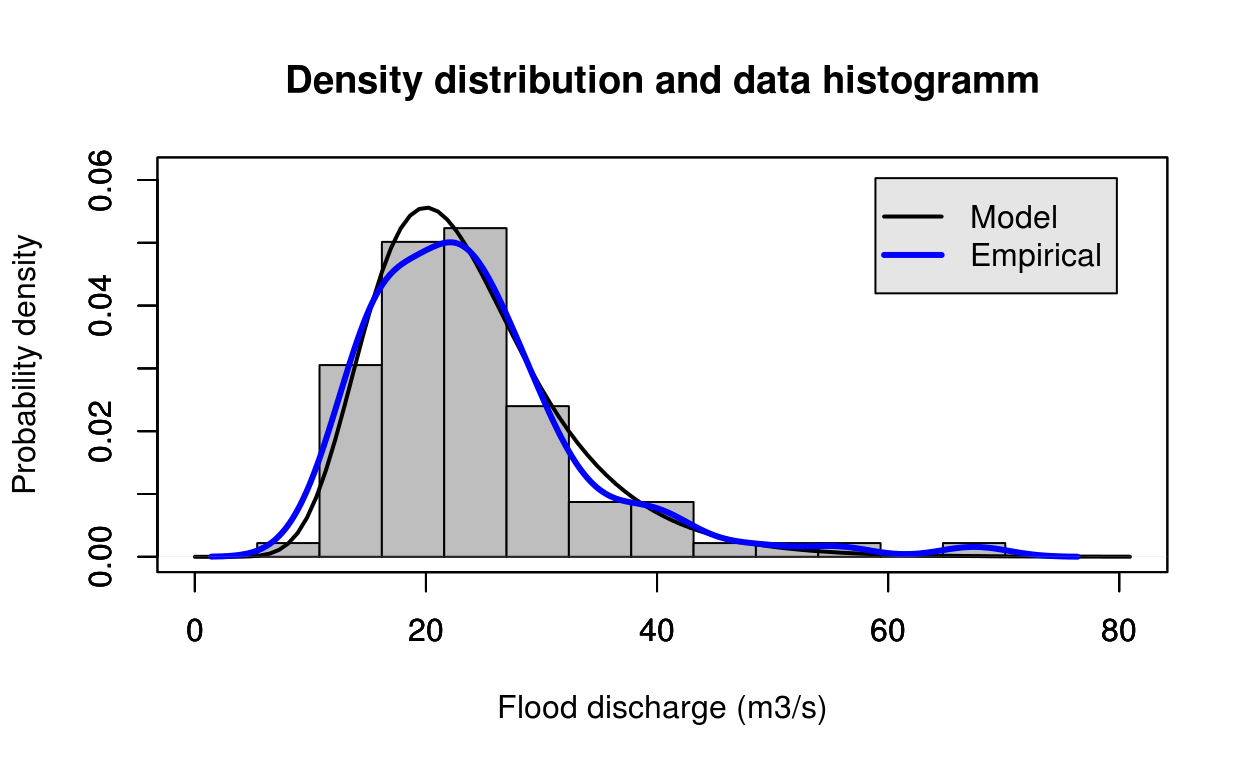 Density distribution and data histogramm
Probability density
0.06
0.04
0.02
0.00
Model
Empirical
0 20 40 60 80
Flood discharge (m3/s)